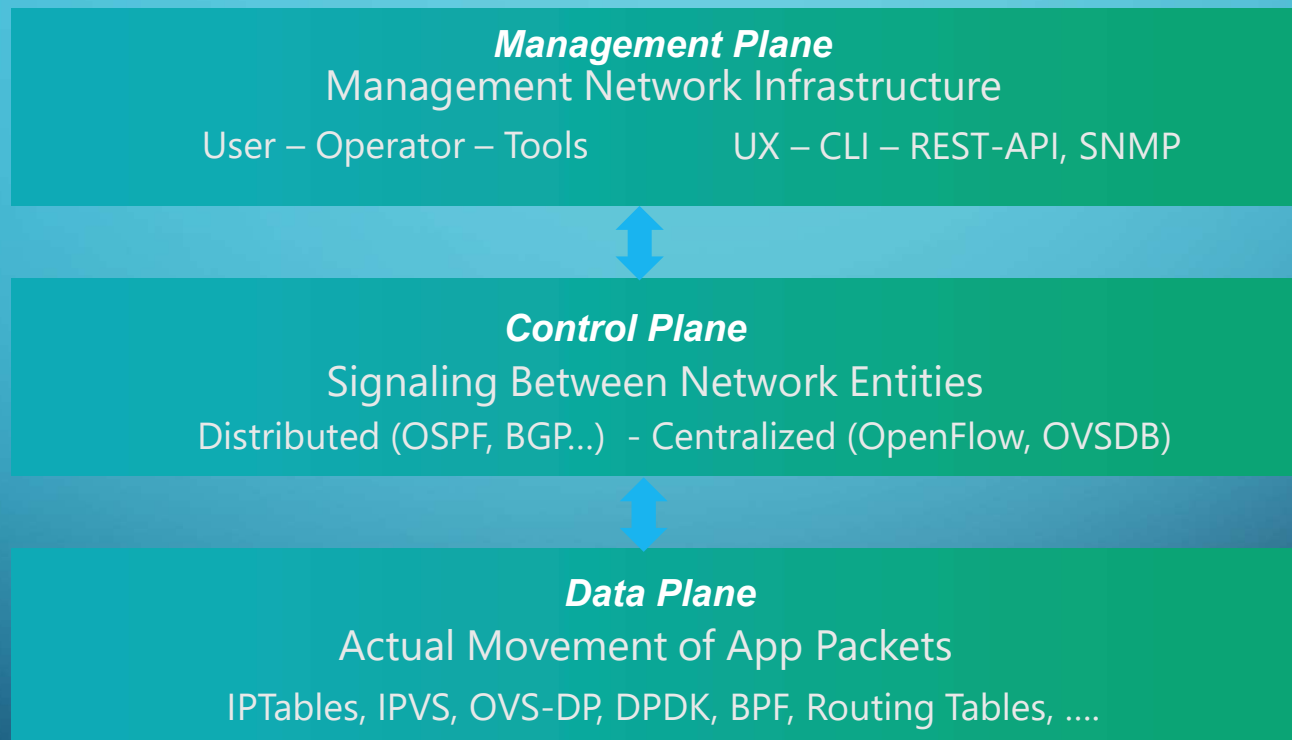 Management Plane
Management Network Infrastructure
User – Operator – Tools UX – CLI – REST-API, SNMP
Control Plane
Signaling Between Network Entities
Distributed (OSPF, BGP…) - Centralized (OpenFlow, OVSDB)
Data Plane
Actual Movement of App Packets
IPTables, IPVS, OVS-DP, DPDK, BPF, Routing Tables, ....